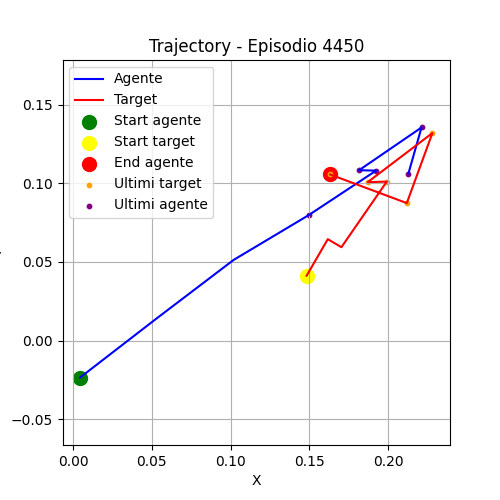 Trajectory - Episodio 4450
Agente
Target
Start agente
Start target
End agente
Ultimi target
Ultimi agente
0.15
0.10
0.05
0.00
−0.05
0.00
0.05
0.10
0.15
0.20
X